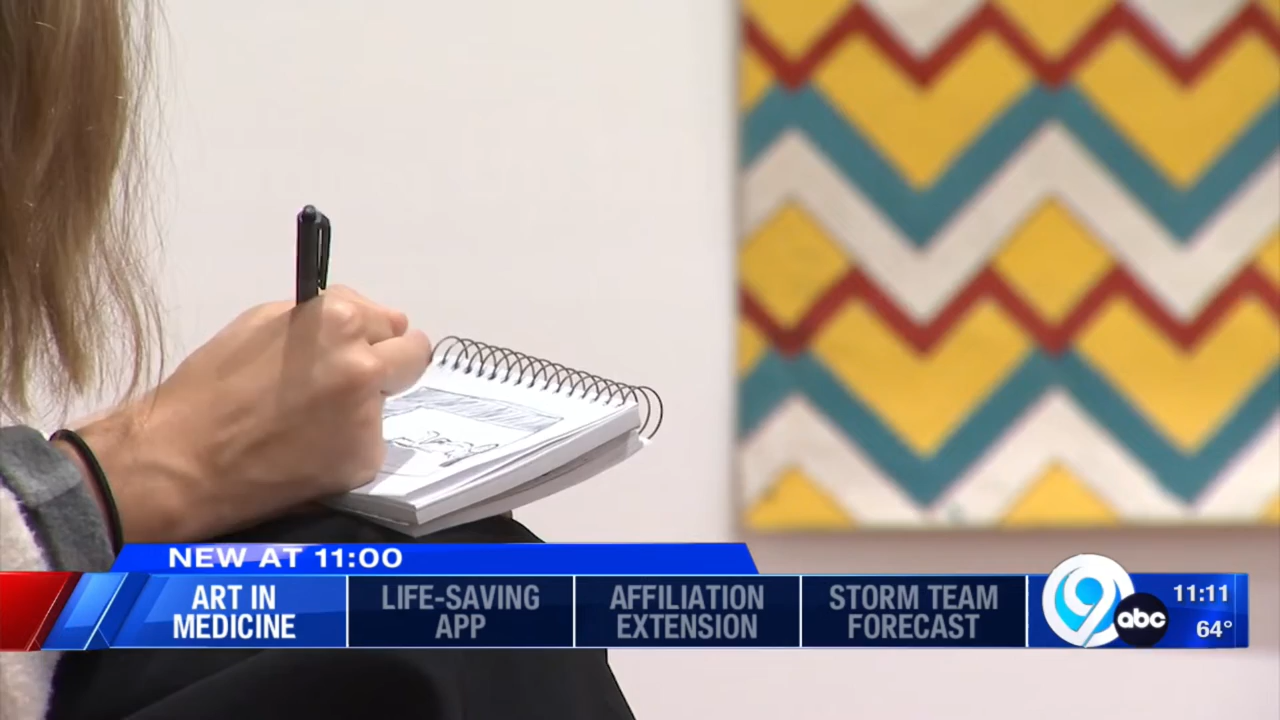 NEW AT 11:00
ART IN
MEDICINE
LIFE-SAVING
APP
AFFILIATION
EXTENSION
STORM TEAM
FORECAST
9
abc
11:11
64°